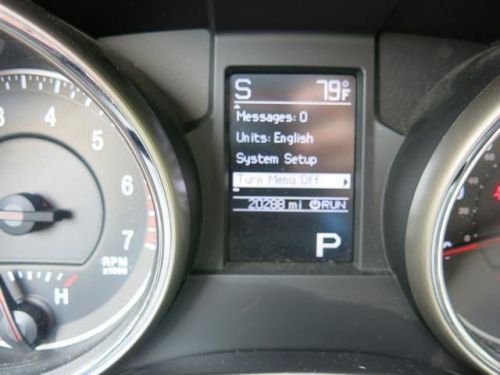 S 79°F
Messages: 0
Units: English
System Setup
Turn Menu Off
20288 mi RUN
P
3
4
5
6
7
RPM
x1000
H